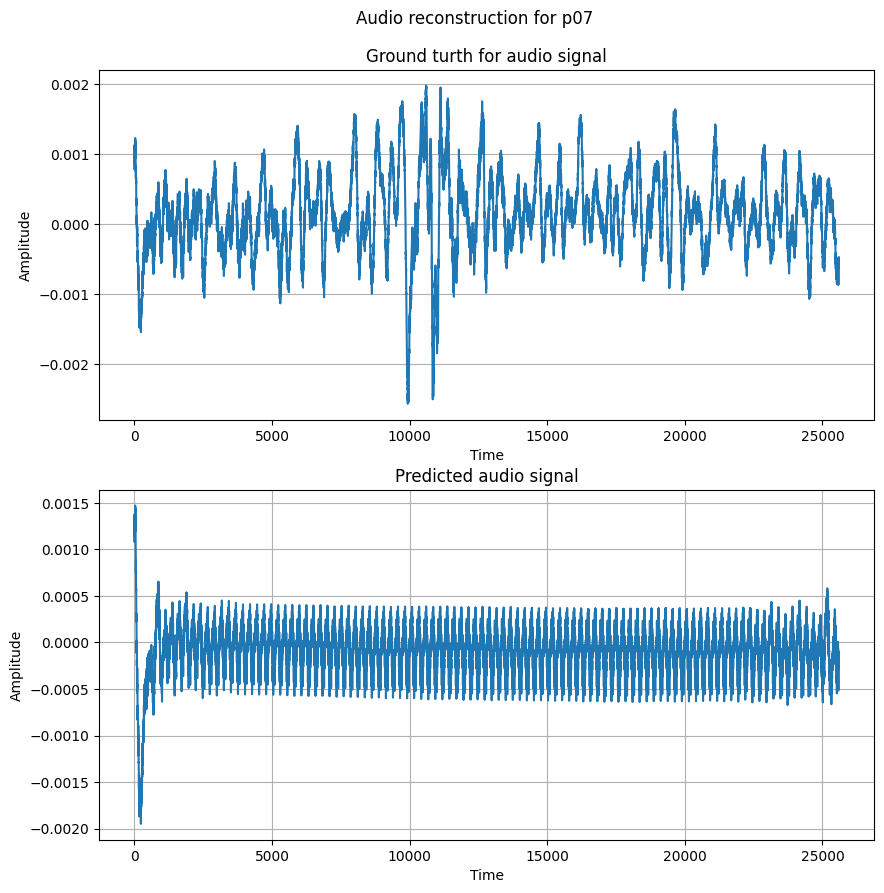 Audio reconstruction for p07
Ground turth for audio signal
0.002
0.001
0.000
−0.001
−0.002
Amplitude
0 5000 10000 15000 20000 25000
Time
Predicted audio signal
0.0015
0.0010
0.0005
0.0000
−0.0005
−0.0010
−0.0015
−0.0020
Amplitude
0 5000 10000 15000 20000 25000
Time